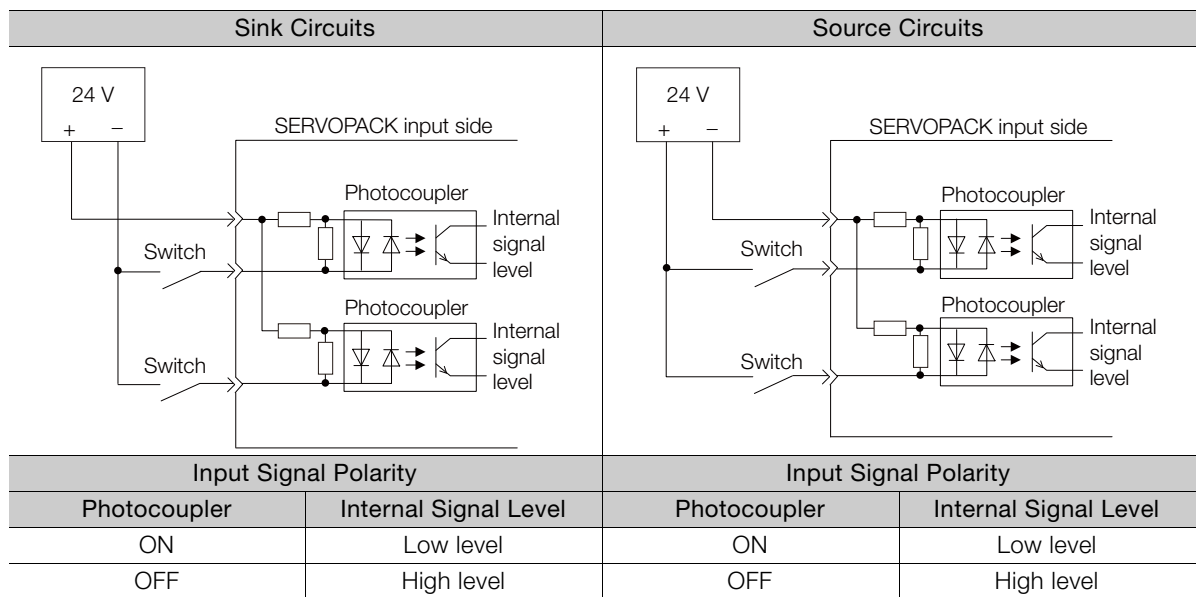 Sink Circuits
Source Circuits
24 V
+ −
SERVOPACK input side
Photocoupler
Internal
signal
level
Switch
Photocoupler
Internal
signal
level
Switch
24 V
+ −
SERVOPACK input side
Photocoupler
Internal
signal
level
Switch
Photocoupler
Internal
signal
level
Switch
Input Signal Polarity
Input Signal Polarity
Photocoupler Internal Signal Level Photocoupler Internal Signal Level
ON Low level ON Low level
OFF High level OFF High level